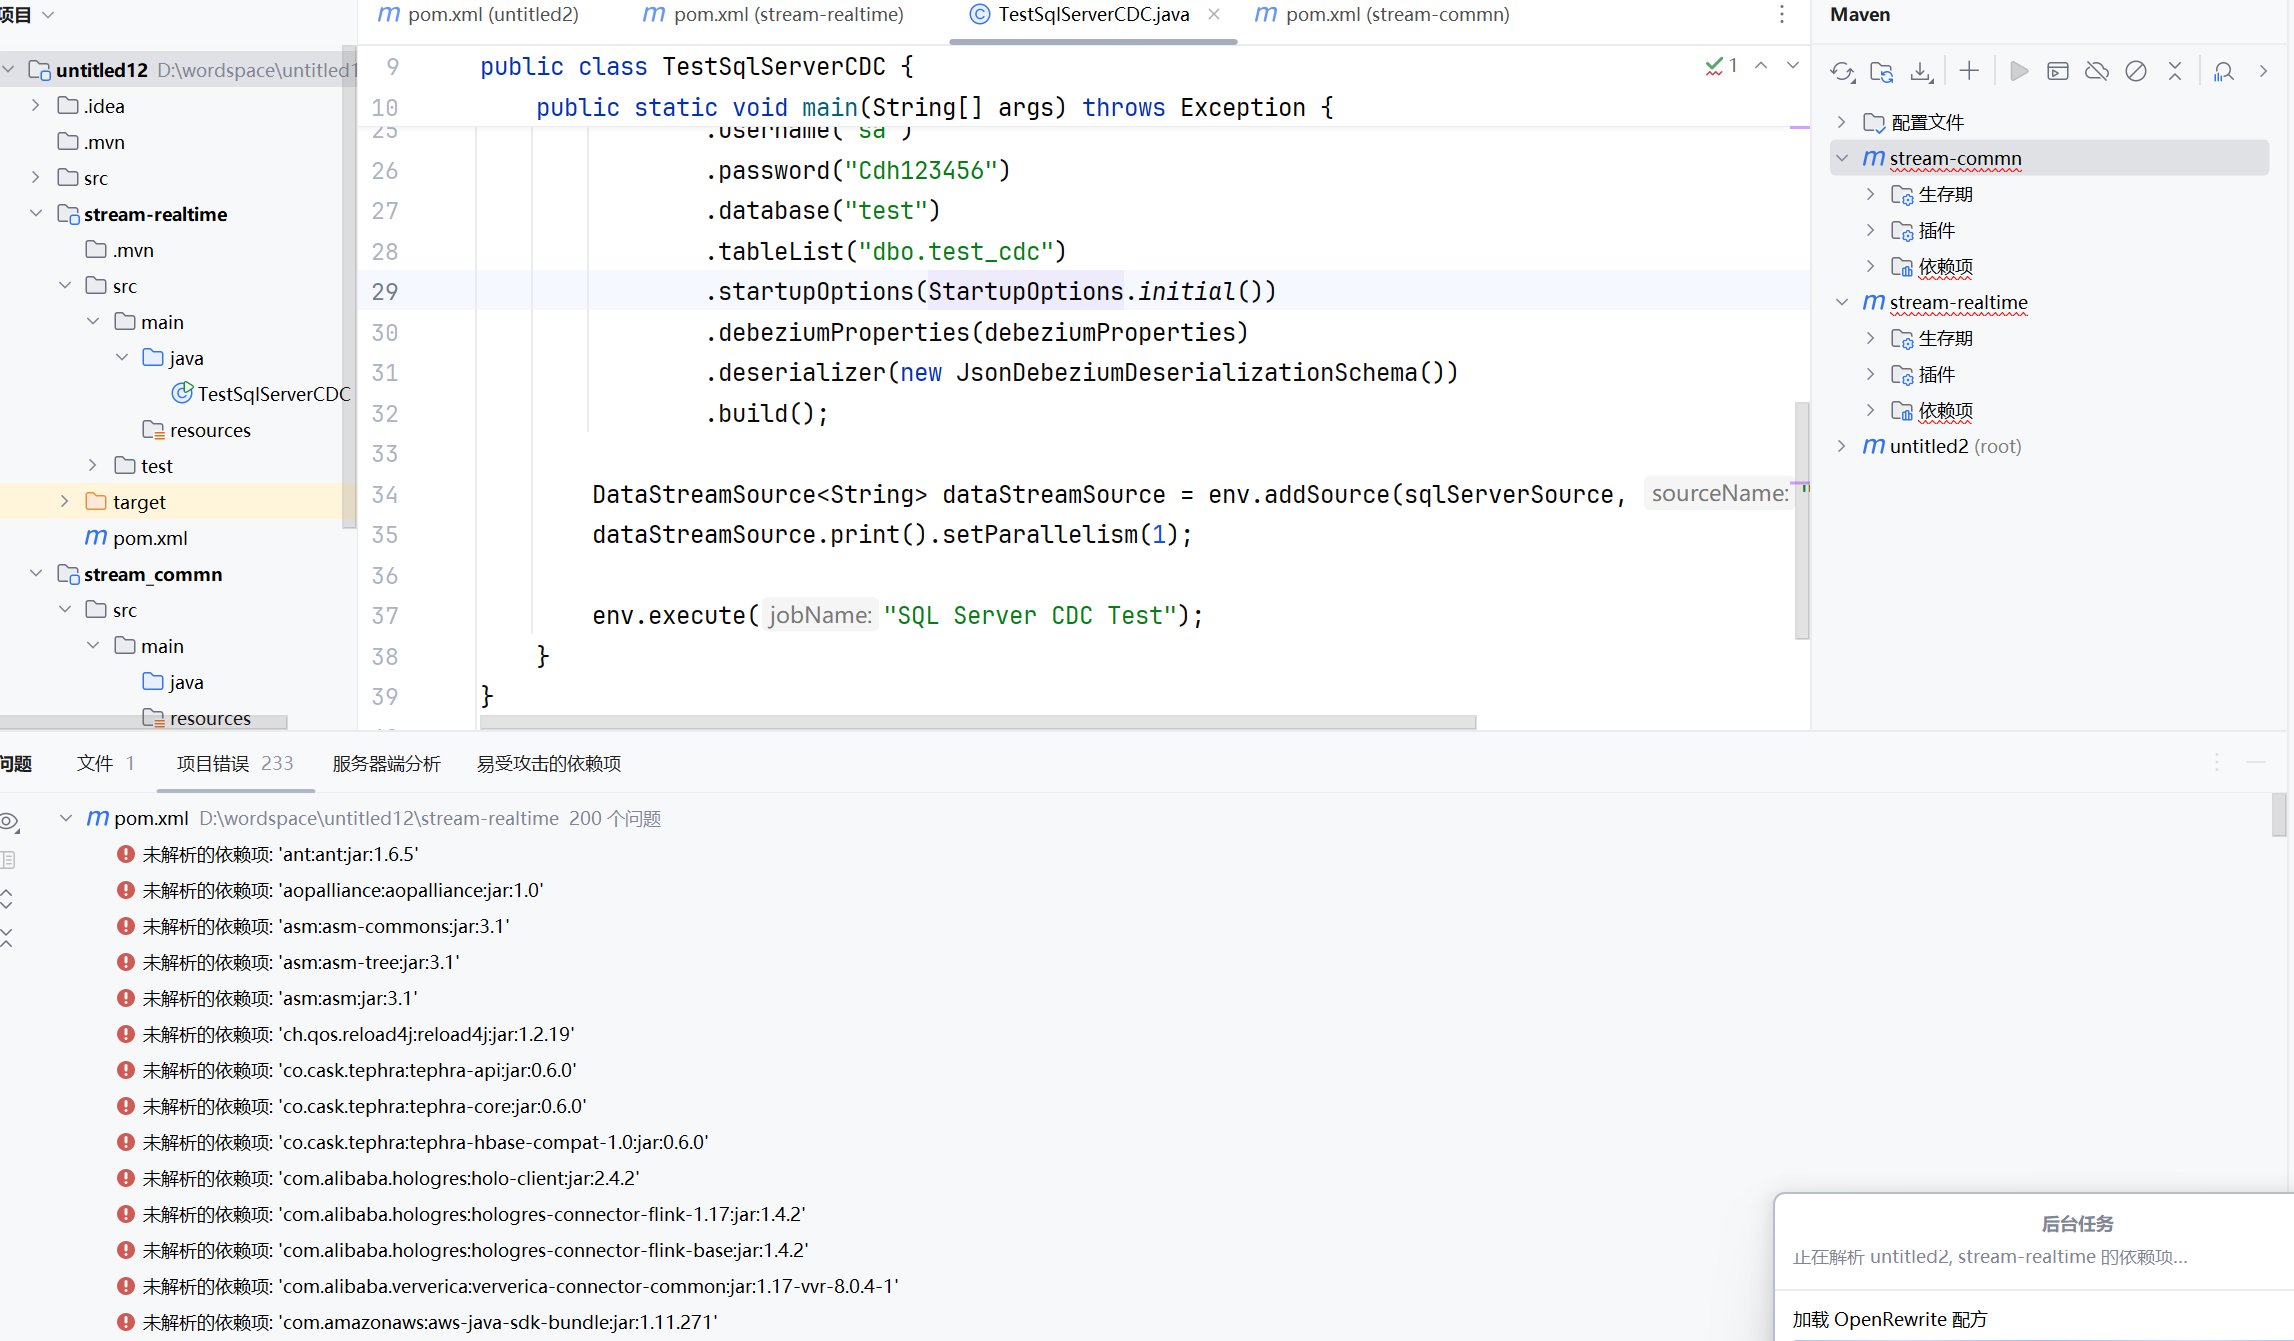 项目
pom.xml (untitled2)
pom.xml (stream-realtime)
TestSqlServerCDC.java
pom.xml (stream-commn)
Maven
untitled12 D:\wordspace\untitled1
.idea
.mvn
src
stream-realtime
.mvn
src
main
java
TestSqlServerCDC
resources
test
target
pom.xml
stream_commn
src
main
java
resources
9 public class TestSqlServerCDC {
1
10 public static void main(String[] args) throws Exception {
25 .username("sa")
26 .password("Cdh123456")
27 .database("test")
28 .tableList("dbo.test_cdc")
29 .startupOptions(StartupOptions.initial())
30 .debeziumProperties(debeziumProperties)
31 .deserializer(new JsonDebeziumDeserializationSchema())
32 .build();
33
34 DataStreamSource<String> dataStreamSource = env.addSource(sqlServerSource, sourceName: "
35 dataStreamSource.print().setParallelism(1);
36
37 env.execute( jobName: "SQL Server CDC Test");
38 }
39 }
配置文件
stream-commn
生存期
插件
依赖项
stream-realtime
生存期
插件
依赖项
untitled2 (root)
问题
文件 1
项目错误 233
服务器端分析
易受攻击的依赖项
pom.xml D:\wordspace\untitled12\stream-realtime 200 个问题
未解析的依赖项: 'ant:ant:jar:1.6.5'
未解析的依赖项: 'aopalliance:aopalliance:jar:1.0'
未解析的依赖项: 'asm:asm-commons:jar:3.1'
未解析的依赖项: 'asm:asm-tree:jar:3.1'
未解析的依赖项: 'asm:asm:jar:3.1'
未解析的依赖项: 'ch.qos.reload4j:reload4j:jar:1.2.19'
未解析的依赖项: 'co.cask.tephra:tephra-api:jar:0.6.0'
未解析的依赖项: 'co.cask.tephra:tephra-core:jar:0.6.0'
未解析的依赖项: 'co.cask.tephra:tephra-hbase-compat-1.0:jar:0.6.0'
未解析的依赖项: 'com.alibaba.hologres:holo-client:jar:2.4.2'
未解析的依赖项: 'com.alibaba.hologres:hologres-connector-flink-1.17:jar:1.4.2'
未解析的依赖项: 'com.alibaba.hologres:hologres-connector-flink-base:jar:1.4.2'
未解析的依赖项: 'com.alibaba.ververica:ververica-connector-common:jar:1.17-vvr-8.0.4-1'
未解析的依赖项: 'com.amazonaws:aws-java-sdk-bundle:jar:1.11.271'
后台任务
正在解析 untitled2, stream-realtime 的依赖项...
加载 OpenRewrite 配方